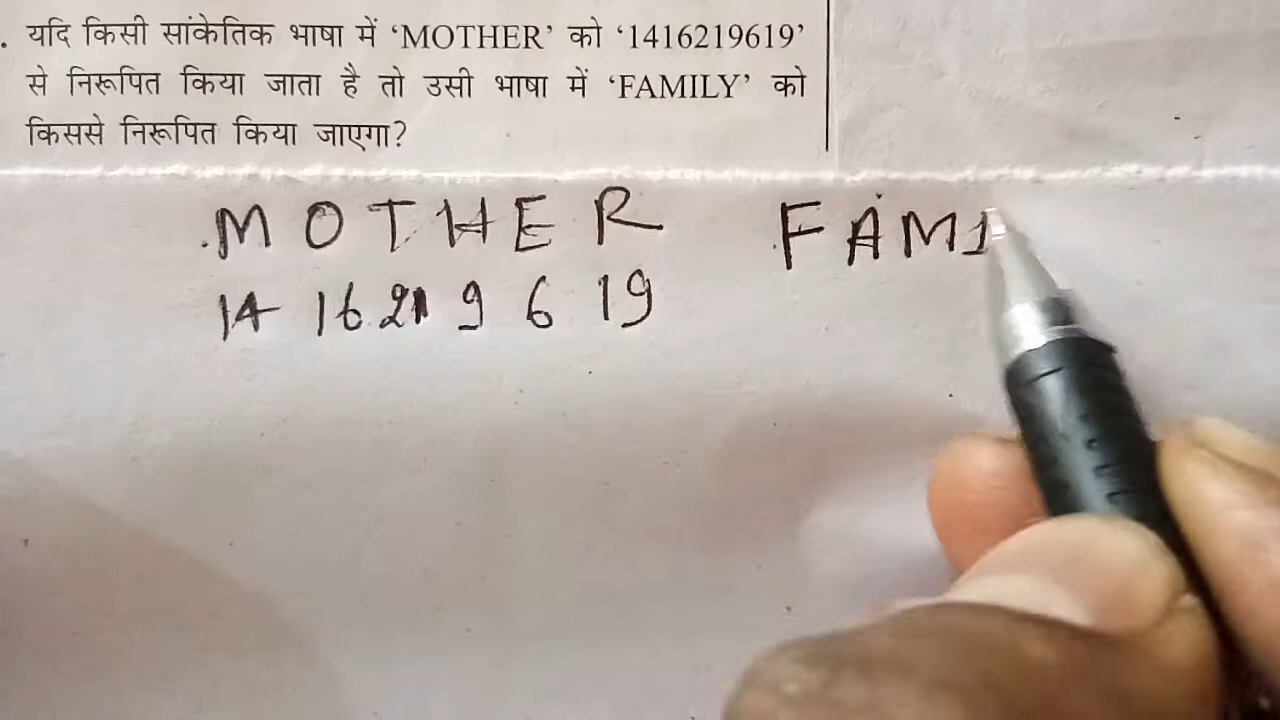 . यदि किसी सांकेतिक भाषा में ‘MOTHER’ को ‘1416219619’
से निरूपित किया जाता है तो उसी भाषा में ‘FAMILY’ को
किससे निरूपित किया जाएगा?
MOTHER FAMI
14 16 21 9 6 19